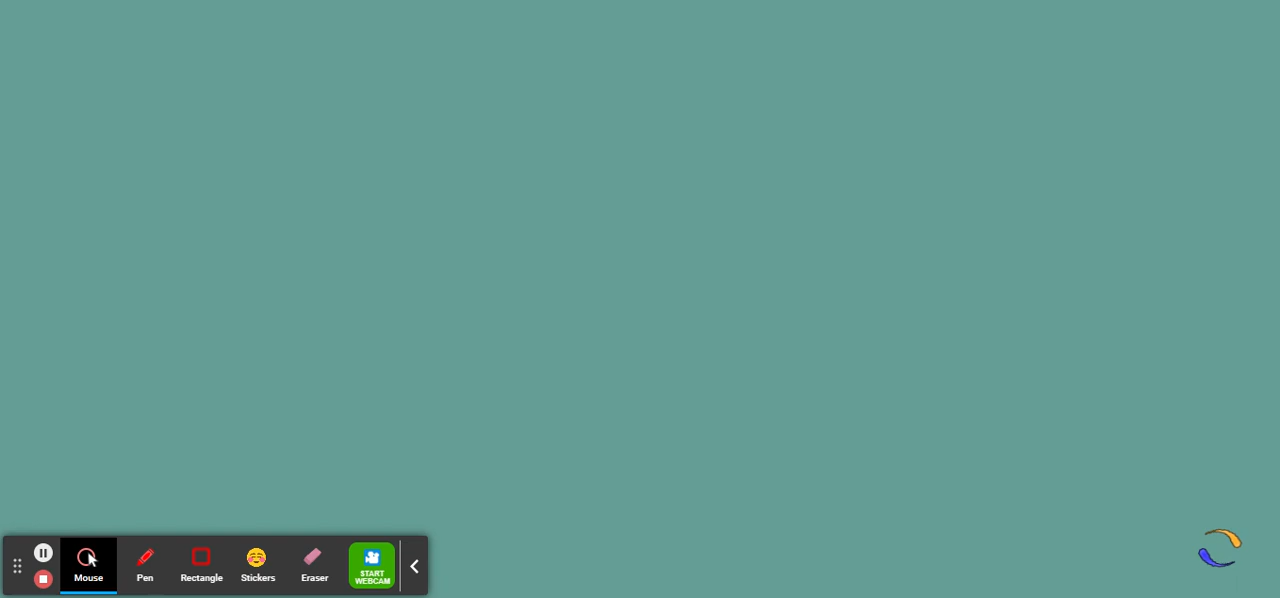 Mouse
Pen
Rectangle
Stickers
Eraser
START
WEBCAM